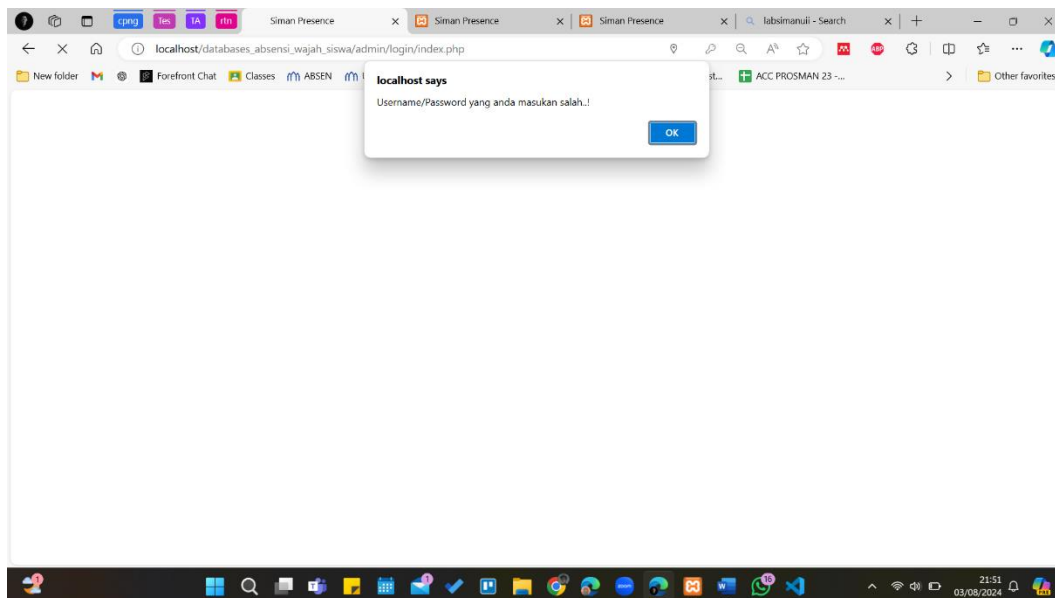 cpng Tes TA rtn Siman Presence Siman Presence Siman Presence labsimanuii - Search
localhost/databases_absensi_wajah_siswa/admin/login/index.php
New folder Forefront Chat Classes ABSEN st... ACC PROSMAN 23 -... Other favorites
localhost says
Username/Password yang anda masukan salah..!
OK
21:51
03/08/2024